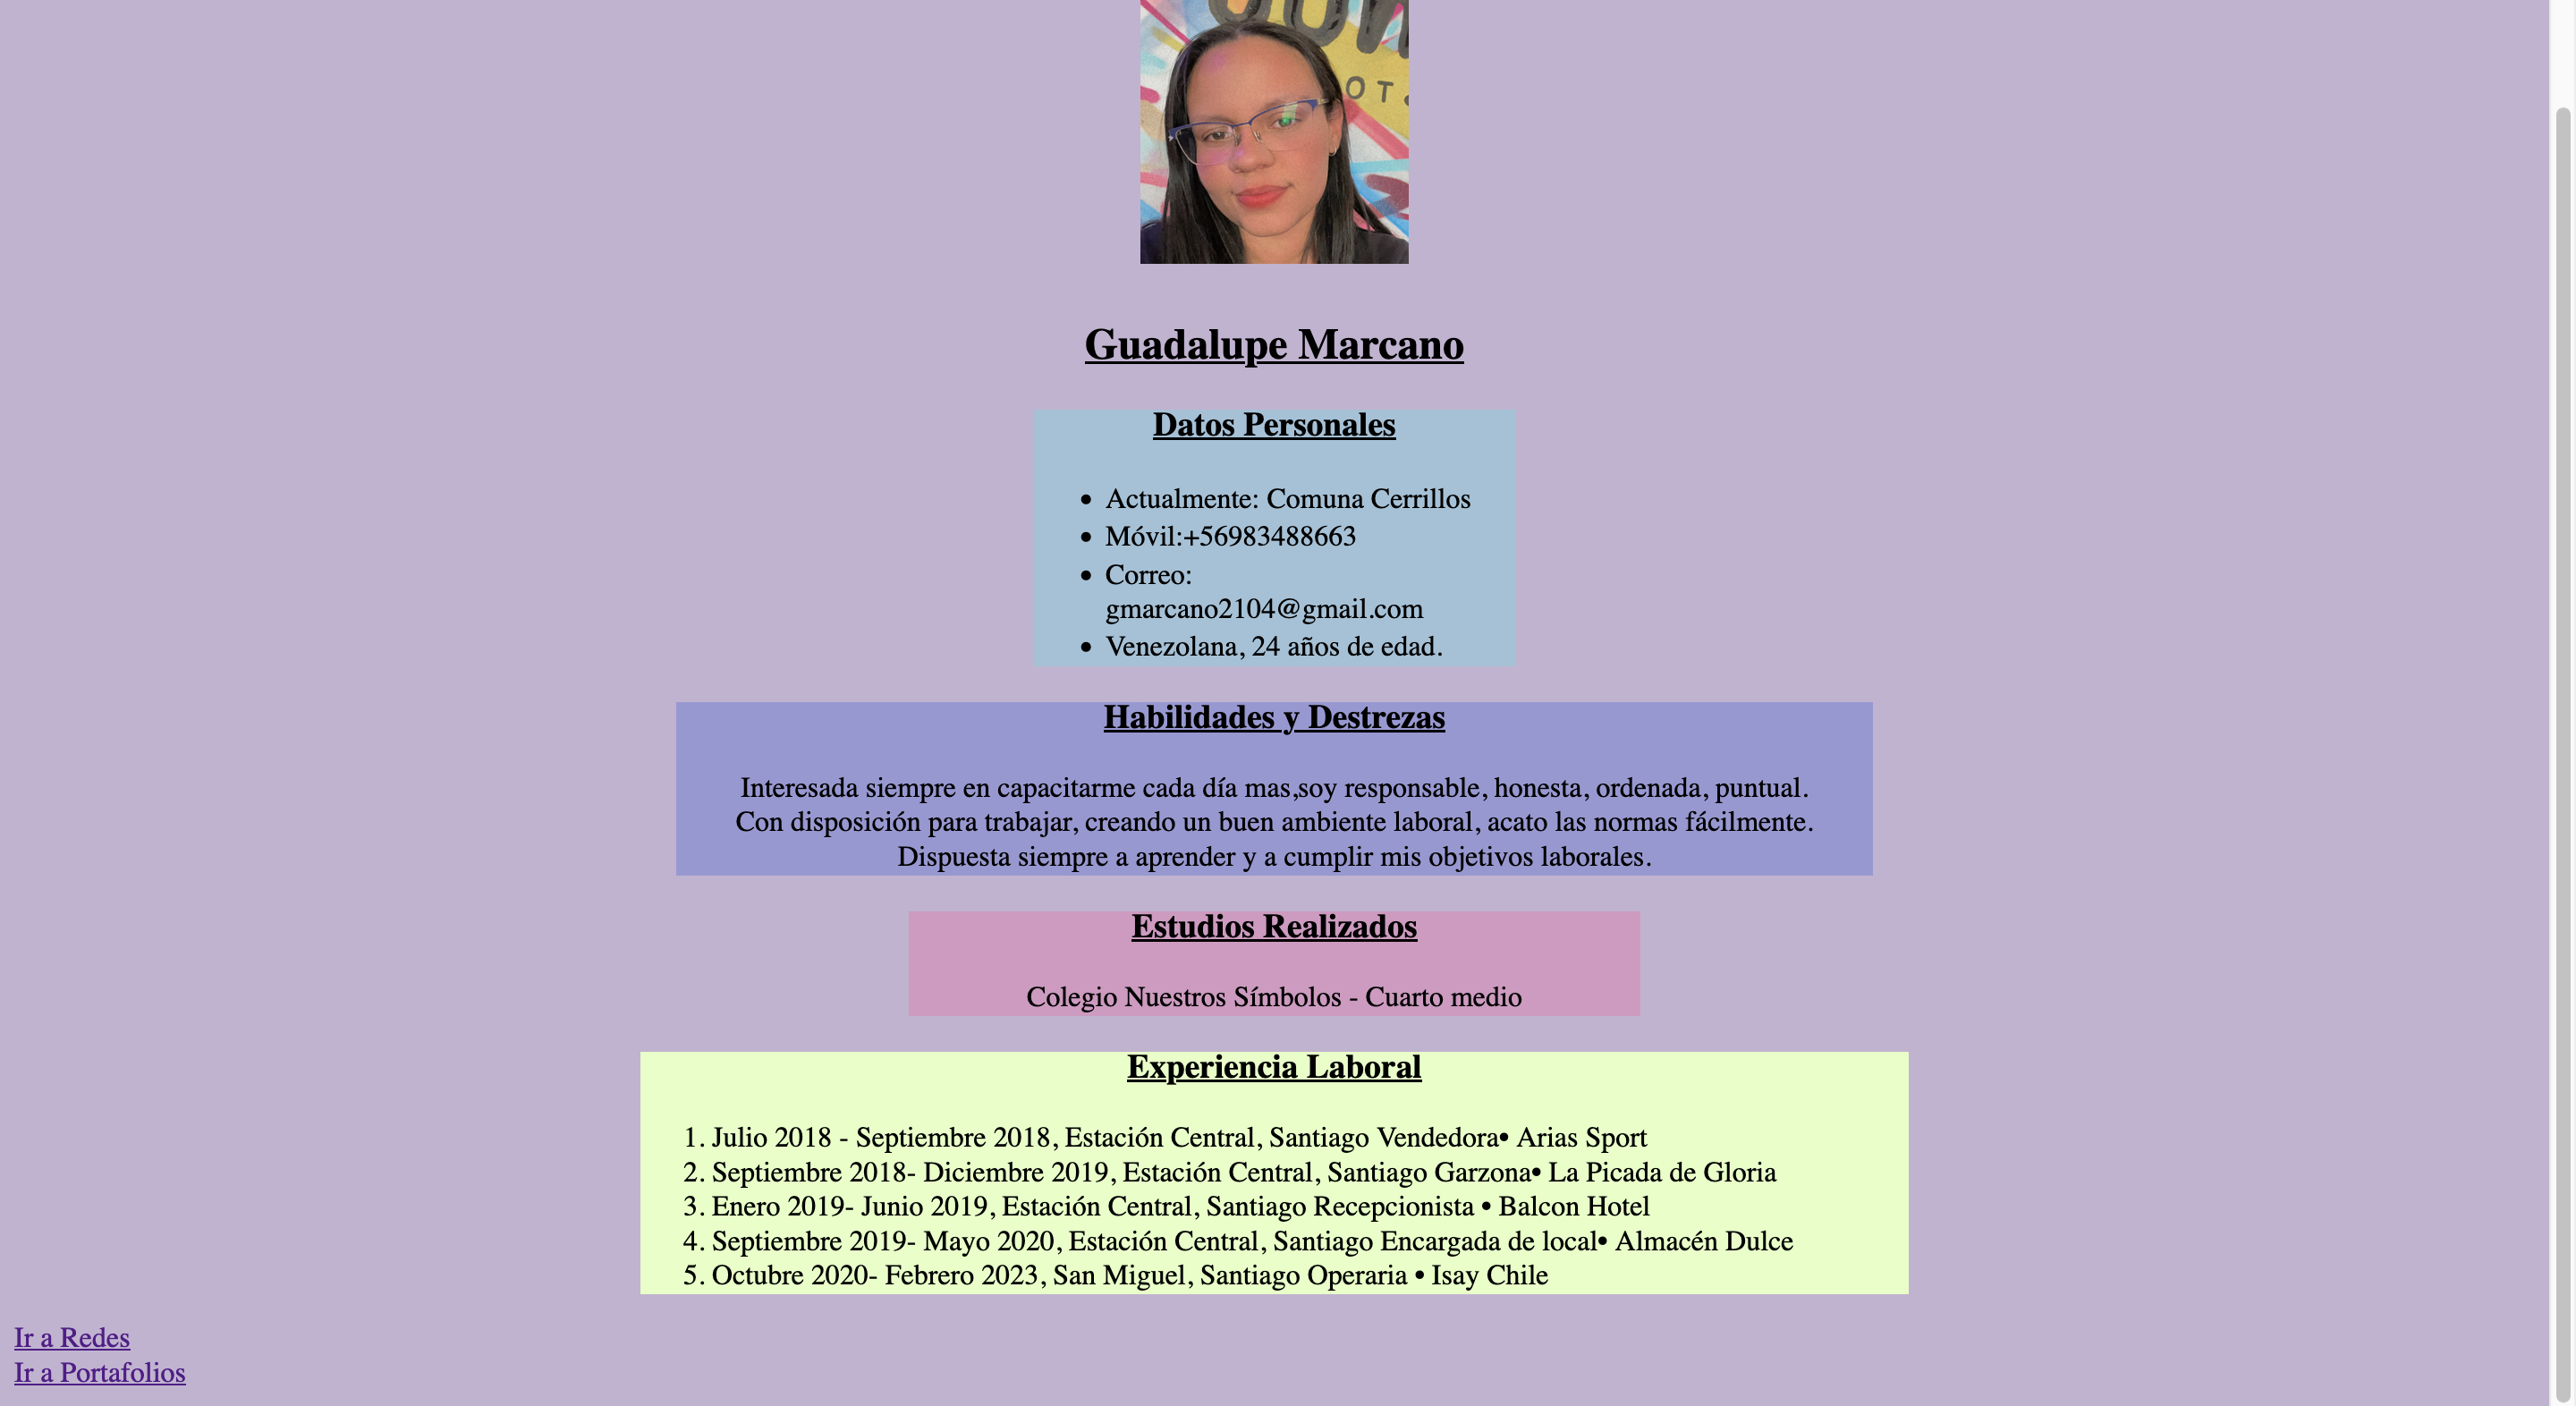 OT
Guadalupe Marcano
Datos Personales
• Actualmente: Comuna Cerrillos
• Móvil:+56983488663
• Correo:
gmarcano2104@gmail.com
• Venezolana, 24 años de edad.
Habilidades y Destrezas
Interesada siempre en capacitarme cada día mas,soy responsable, honesta, ordenada, puntual.
Con disposición para trabajar, creando un buen ambiente laboral, acato las normas fácilmente.
Dispuesta siempre a aprender y a cumplir mis objetivos laborales.
Estudios Realizados
Colegio Nuestros Símbolos - Cuarto medio
Experiencia Laboral
1. Julio 2018 - Septiembre 2018, Estación Central, Santiago Vendedora• Arias Sport
2. Septiembre 2018- Diciembre 2019, Estación Central, Santiago Garzona• La Picada de Gloria
3. Enero 2019- Junio 2019, Estación Central, Santiago Recepcionista • Balcon Hotel
4. Septiembre 2019- Mayo 2020, Estación Central, Santiago Encargada de local• Almacén Dulce
5. Octubre 2020- Febrero 2023, San Miguel, Santiago Operaria • Isay Chile
Ir a Redes
Ir a Portafolios